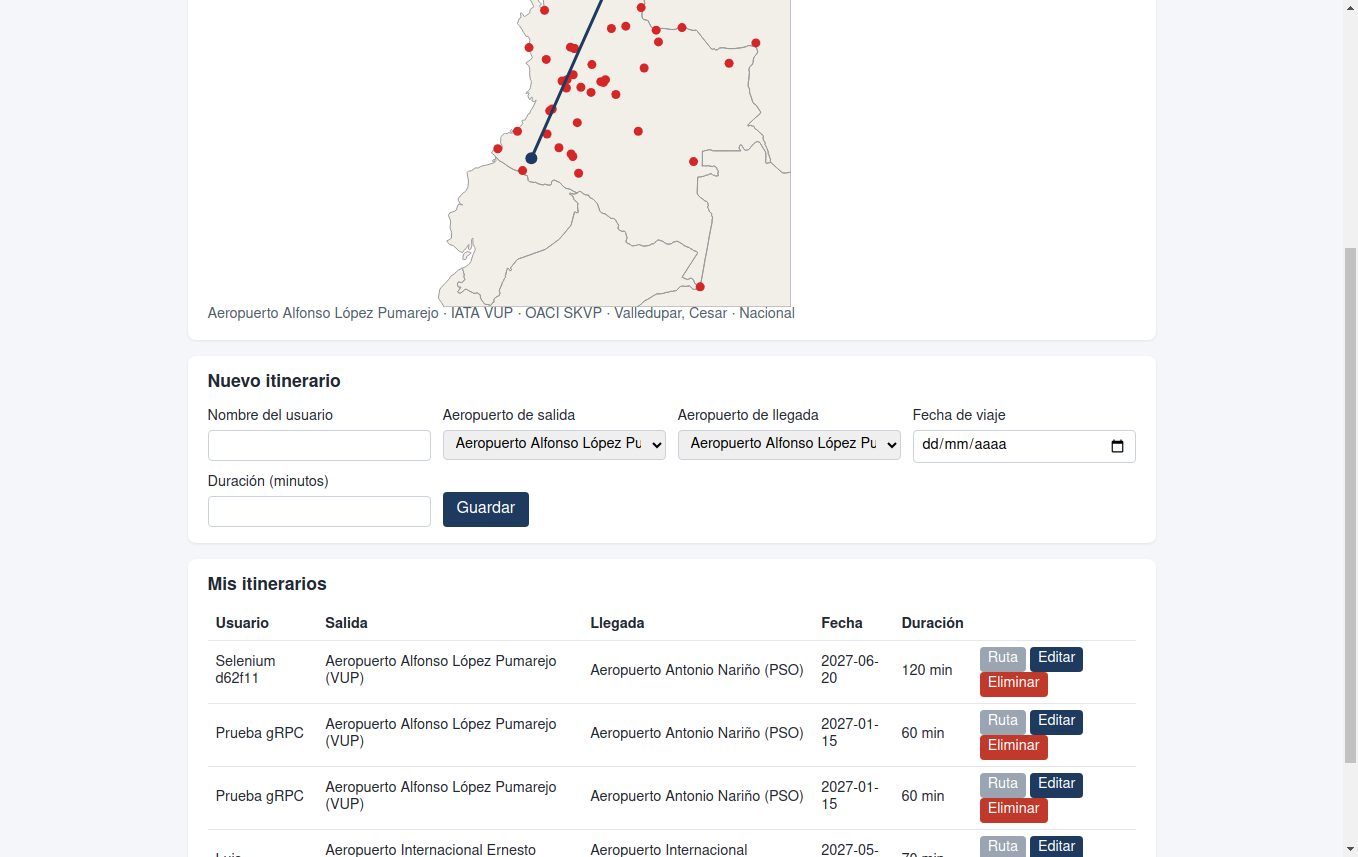 Aeropuerto Alfonso López Pumarejo · IATA VUP · OACI SKVP · Valledupar, Cesar · Nacional
Nuevo itinerario
Nombre del usuario
Aeropuerto de salida
Aeropuerto de llegada
Fecha de viaje
Aeropuerto Alfonso López Pu
Aeropuerto Alfonso López Pu
dd/mm/aaaa
Duración (minutos)
Guardar
Mis itinerarios
Usuario Salida Llegada Fecha Duración
Selenium
d62f11
Aeropuerto Alfonso López Pumarejo
(VUP)
Aeropuerto Antonio Nariño (PSO)
2027-06-
20
120 min
Ruta Editar
Eliminar
Prueba gRPC
Aeropuerto Alfonso López Pumarejo
(VUP)
Aeropuerto Antonio Nariño (PSO)
2027-01-
15
60 min
Ruta Editar
Eliminar
Prueba gRPC
Aeropuerto Alfonso López Pumarejo
(VUP)
Aeropuerto Antonio Nariño (PSO)
2027-01-
15
60 min
Ruta Editar
Eliminar
Aeropuerto Internacional Ernesto
Aeropuerto Internacional
2027-05-
Ruta Editar